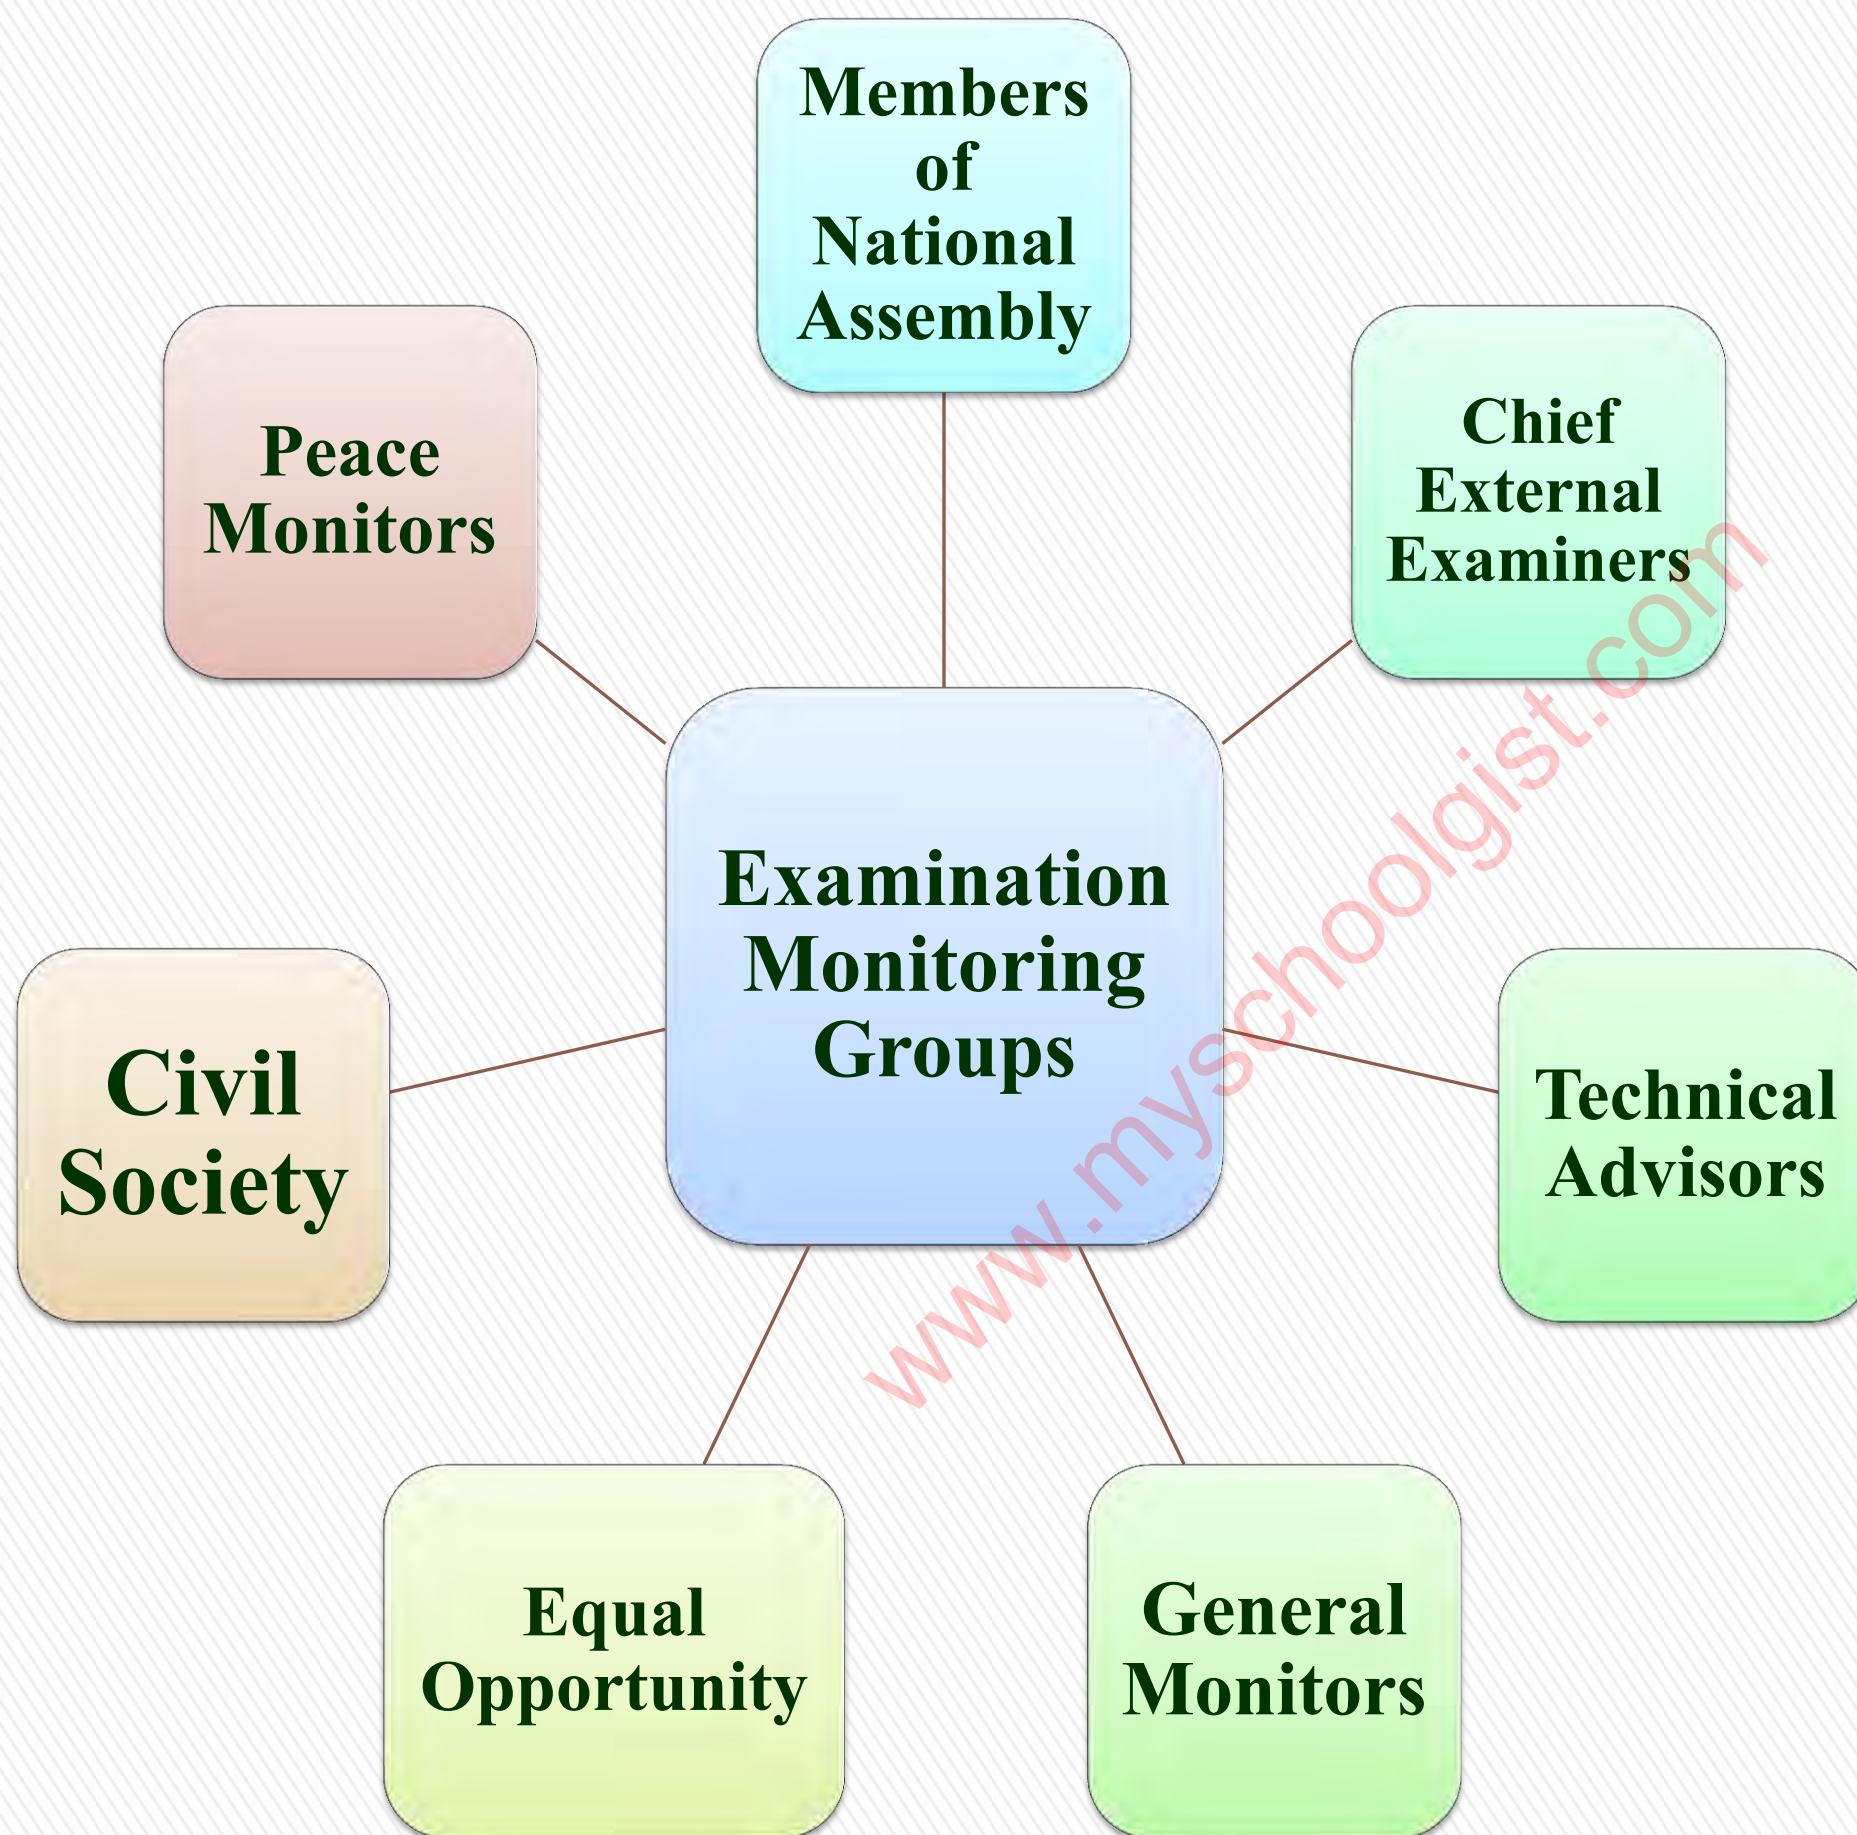 Members
of
National
Assembly
Chief
External
Examiners
Peace
Monitors
Examination
Monitoring
Groups
Technical
Advisors
Civil
Society
General
Monitors
Equal
Opportunity
www.myschoolgist.com